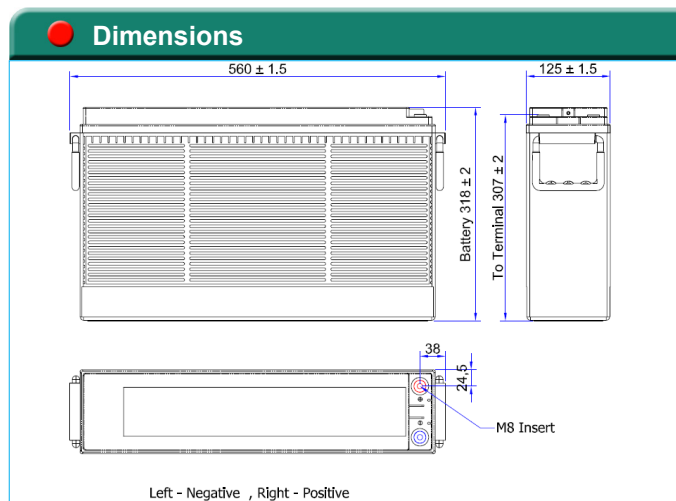 Dimensions
560 ± 1.5
125 ± 1.5
Battery 318 ± 2
To Terminal 307 ± 2
38
24,5
M8 Insert
Left - Negative , Right - Positive